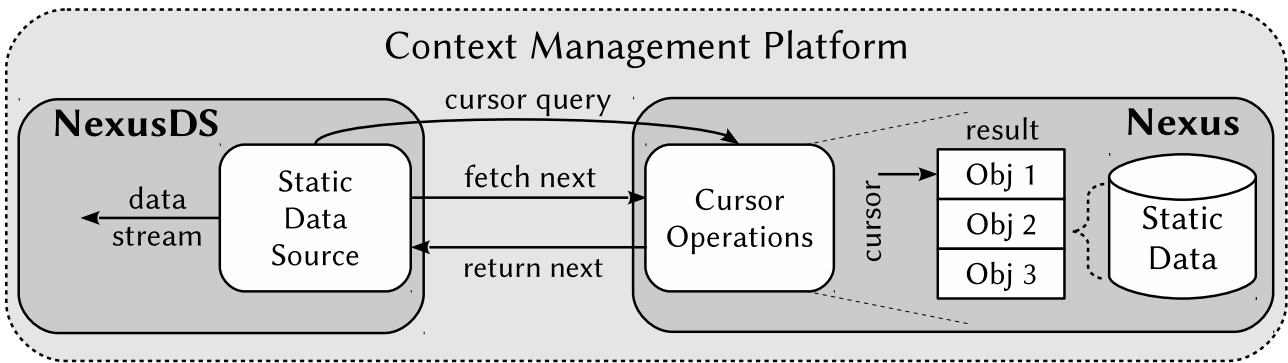 Context Management Platform
NexusDS
cursor query
Nexus
result
Static
Data
Source
data
stream
fetch next
return next
Cursor
Operations
cursor
Obj 1
Obj 2
Obj 3
Static
Data